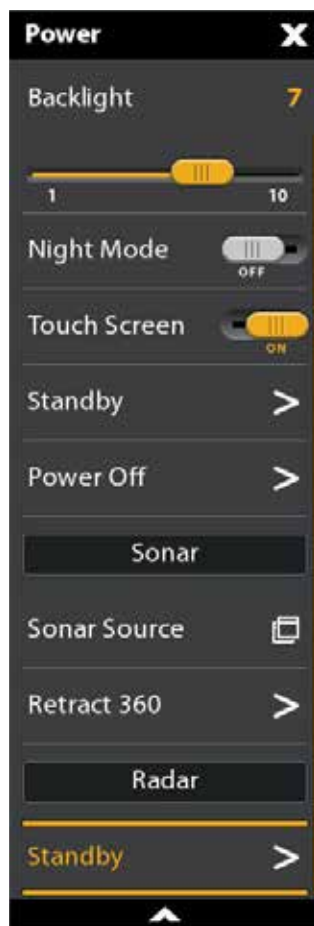 Power X
Backlight 7
1 10
Night Mode OFF
Touch Screen ON
Standby >
Power Off >
Sonar
Sonar Source
Retract 360 >
Radar
Standby >